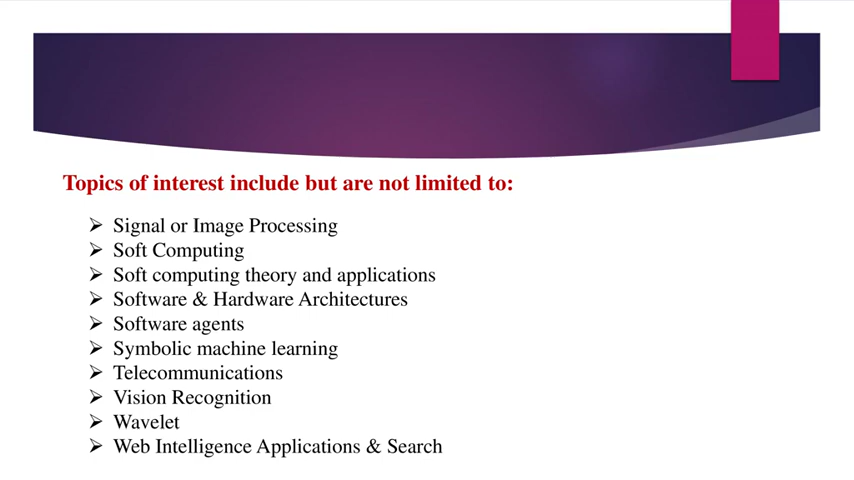 Topics of interest include but are not limited to:
➢ Signal or Image Processing
➢ Soft Computing
➢ Soft computing theory and applications
➢ Software & Hardware Architectures
➢ Software agents
➢ Symbolic machine learning
➢ Telecommunications
➢ Vision Recognition
➢ Wavelet
➢ Web Intelligence Applications & Search